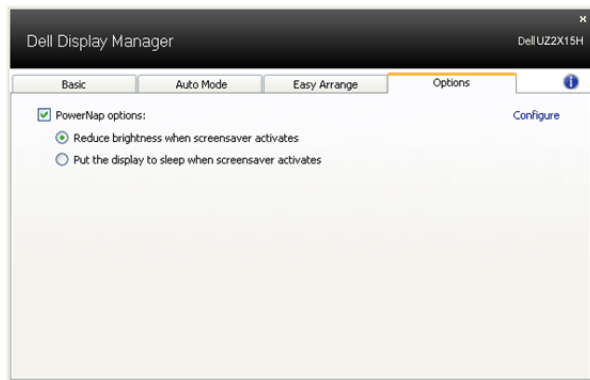 x
Dell Display Manager
Dell UZ2X15H
Basic
Auto Mode
Easy Arrange
Options
i
PowerNap options:
Configure
Reduce brightness when screensaver activates
Put the display to sleep when screensaver activates